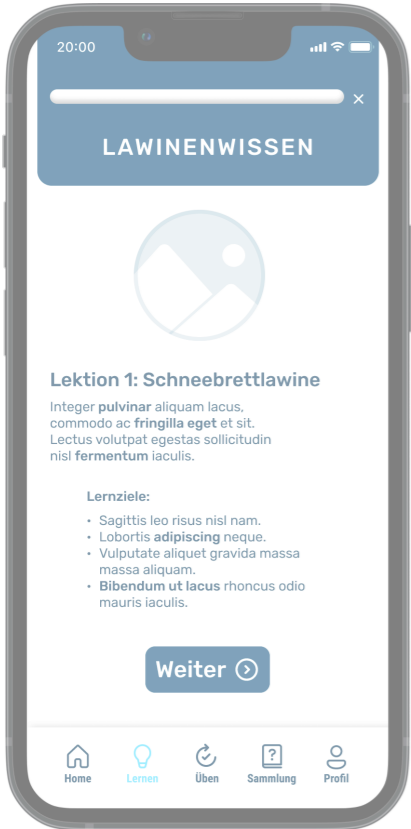 20:00
LAWINENWISSEN
Lektion 1: Schneebrettlawine
Integer pulvinar aliquam lacus,
commodo ac fringilla eget et sit.
Lectus volutpat egestas sollicitudin
nisl fermentum iaculis.
Lernziele:
• Sagittis leo risus nisl nam.
• Lobortis adipiscing neque.
• Vulputate aliquet gravida massa
massa aliquam.
• Bibendum ut lacus rhoncus odio
mauris iaculis.
Weiter
Home Lernen Üben Sammlung Profil